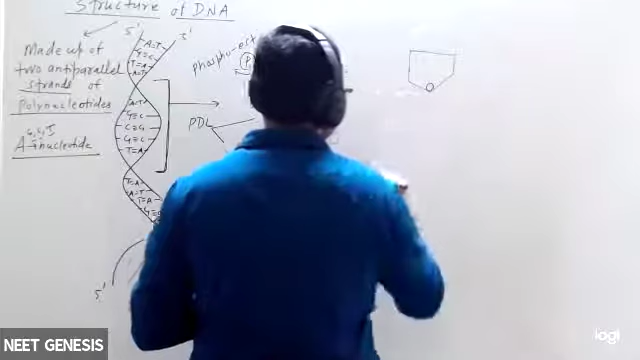 Structure of DNA
5' 3'
Made up of
two antiparallel
strands of
Polynucleotides
A=T
T=A
A=T
A=T
G≡C
C≡G
G≡C
T=A
T=A
A=T
T=A
phospho-est
P
PDL
O
5'
NEET GENESIS
logi